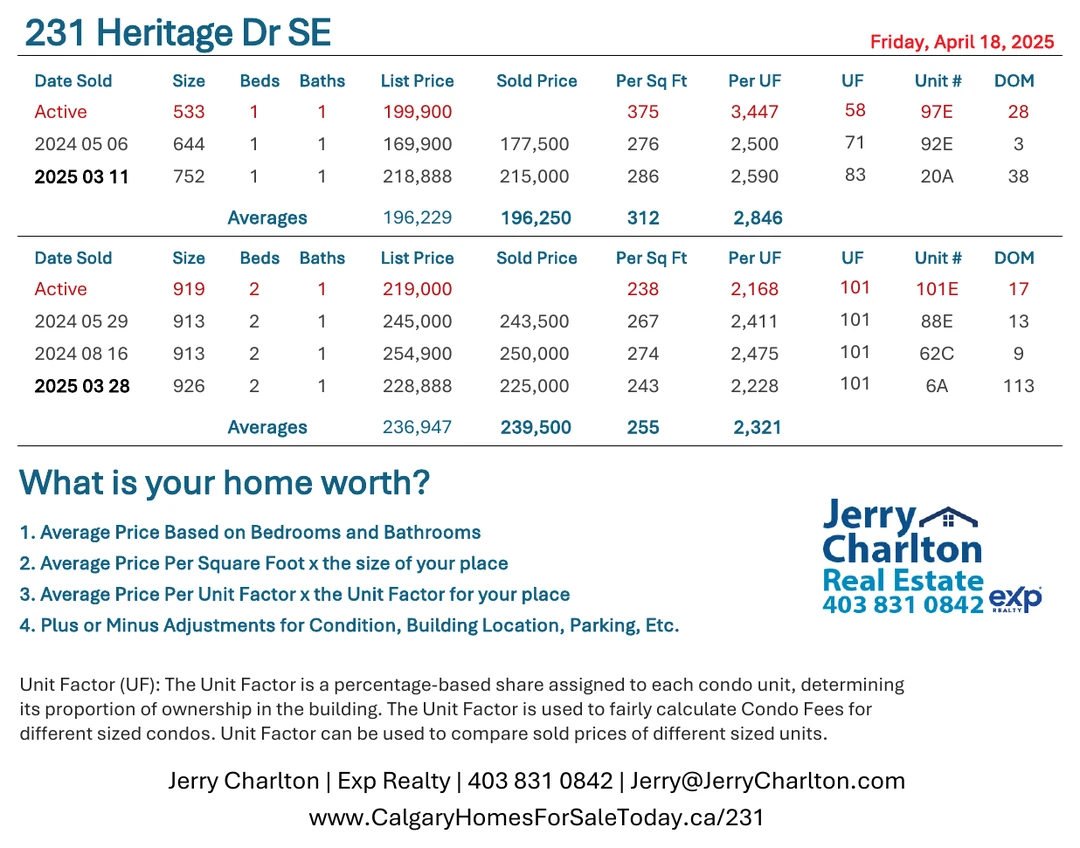 231 Heritage Dr SE
Friday, April 18, 2025
Date Sold Size Beds Baths List Price Sold Price Per Sq Ft Per UF UF Unit # DOM
Active 533 1 1 199,900 375 3,447 58 97E 28
2024 05 06 644 1 1 169,900 177,500 276 2,500 71 92E 3
2025 03 11 752 1 1 218,888 215,000 286 2,590 83 20A 38
Averages 196,229 196,250 312 2,846
Date Sold Size Beds Baths List Price Sold Price Per Sq Ft Per UF UF Unit # DOM
Active 919 2 1 219,000 238 2,168 101 101E 17
2024 05 29 913 2 1 245,000 243,500 267 2,411 101 88E 13
2024 08 16 913 2 1 254,900 250,000 274 2,475 101 62C 9
2025 03 28 926 2 1 228,888 225,000 243 2,228 101 6A 113
Averages 236,947 239,500 255 2,321
What is your home worth?
1. Average Price Based on Bedrooms and Bathrooms
2. Average Price Per Square Foot x the size of your place
3. Average Price Per Unit Factor x the Unit Factor for your place
4. Plus or Minus Adjustments for Condition, Building Location, Parking, Etc.
Jerry
Charlton
Real Estate
403 831 0842
exp
REALTY
Unit Factor (UF): The Unit Factor is a percentage-based share assigned to each condo unit, determining
its proportion of ownership in the building. The Unit Factor is used to fairly calculate Condo Fees for
different sized condos. Unit Factor can be used to compare sold prices of different sized units.
Jerry Charlton | Exp Realty | 403 831 0842 | Jerry@JerryCharlton.com
www.CalgaryHomesForSaleToday.ca/231